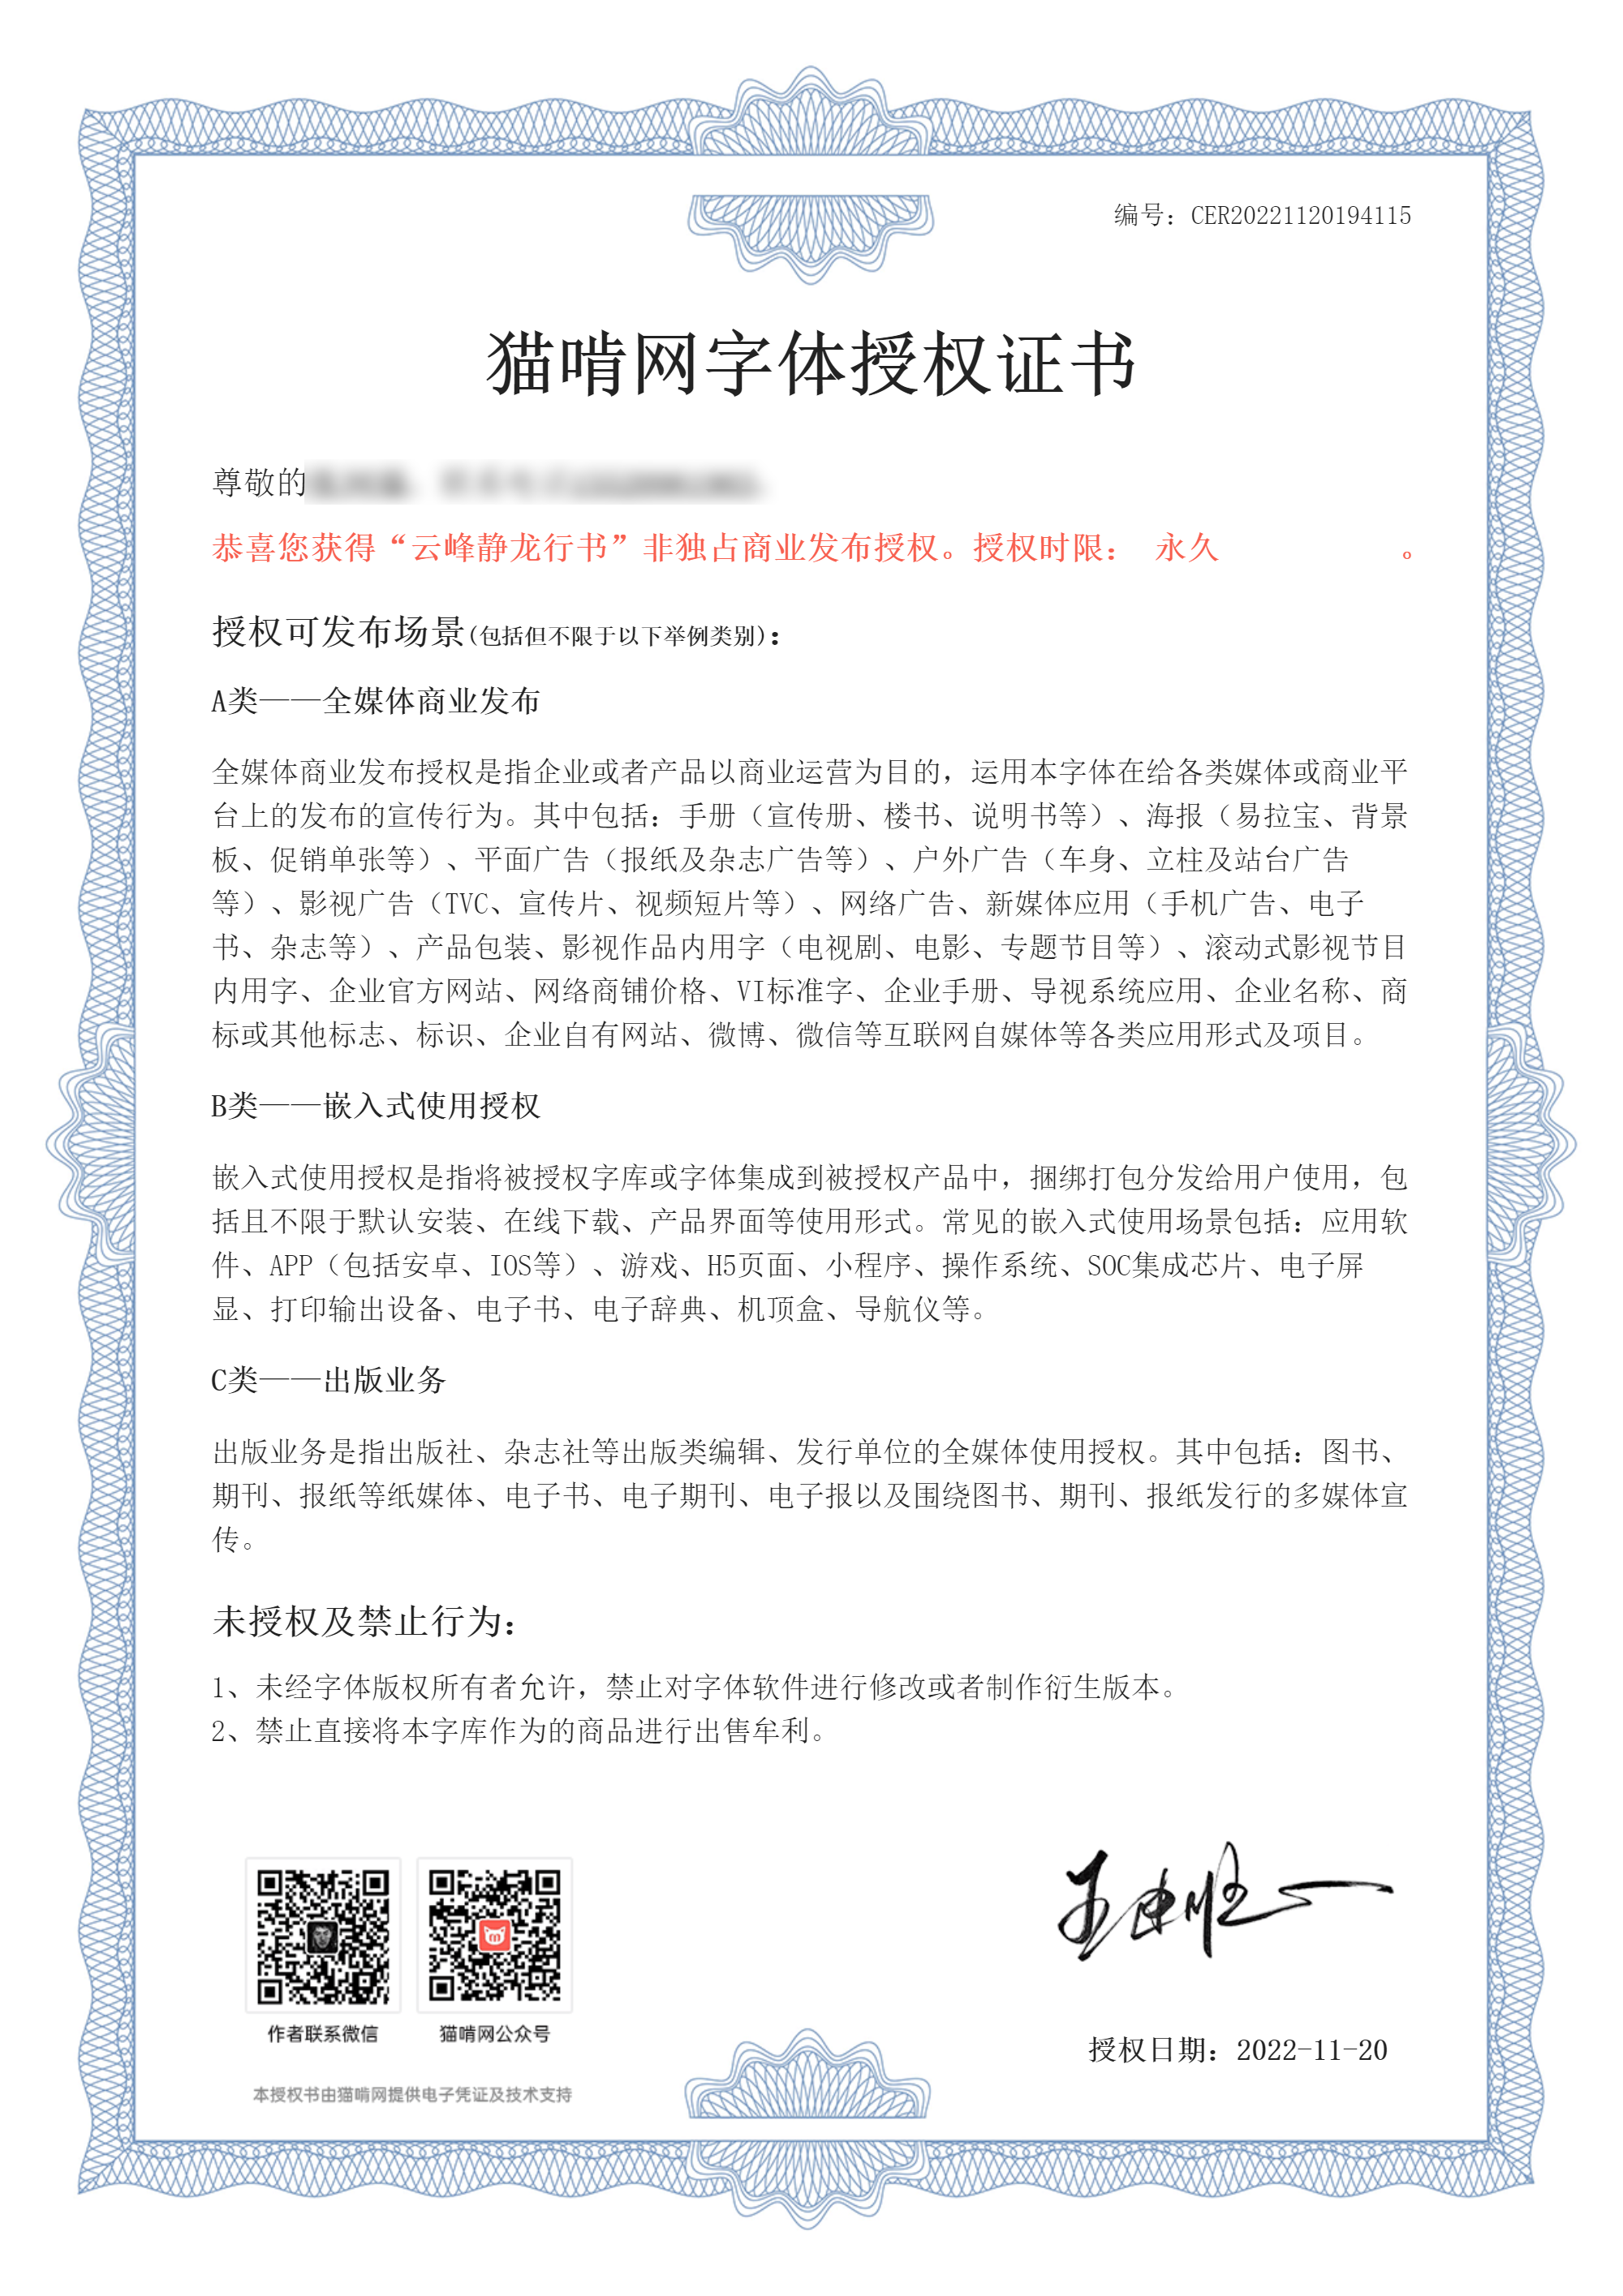 编号：CER20221120194115
猫啃网字体授权证书
尊敬的
恭喜您获得“云峰静龙行书”非独占商业发布授权。授权时限： 永久 。
授权可发布场景(包括但不限于以下举例类别)：
A类——全媒体商业发布
全媒体商业发布授权是指企业或者产品以商业运营为目的，运用本字体在给各类媒体或商业平
台上的发布的宣传行为。其中包括：手册（宣传册、楼书、说明书等）、海报（易拉宝、背景
板、促销单张等）、平面广告（报纸及杂志广告等）、户外广告（车身、立柱及站台广告
等）、影视广告（TVC、宣传片、视频短片等）、网络广告、新媒体应用（手机广告、电子
书、杂志等）、产品包装、影视作品内用字（电视剧、电影、专题节目等）、滚动式影视节目
内用字、企业官方网站、网络商铺价格、VI标准字、企业手册、导视系统应用、企业名称、商
标或其他标志、标识、企业自有网站、微博、微信等互联网自媒体等各类应用形式及项目。
B类——嵌入式使用授权
嵌入式使用授权是指将被授权字库或字体集成到被授权产品中，捆绑打包分发给用户使用，包
括且不限于默认安装、在线下载、产品界面等使用形式。常见的嵌入式使用场景包括：应用软
件、APP（包括安卓、IOS等）、游戏、H5页面、小程序、操作系统、SOC集成芯片、电子屏
显、打印输出设备、电子书、电子辞典、机顶盒、导航仪等。
C类——出版业务
出版业务是指出版社、杂志社等出版类编辑、发行单位的全媒体使用授权。其中包括：图书、
期刊、报纸等纸媒体、电子书、电子期刊、电子报以及围绕图书、期刊、报纸发行的多媒体宣
传。
未授权及禁止行为：
1、未经字体版权所有者允许，禁止对字体软件进行修改或者制作衍生版本。
2、禁止直接将本字库作为的商品进行出售牟利。
作者联系微信
猫啃网公众号
授权日期：2022-11-20
本授权书由猫啃网提供电子凭证及技术支持